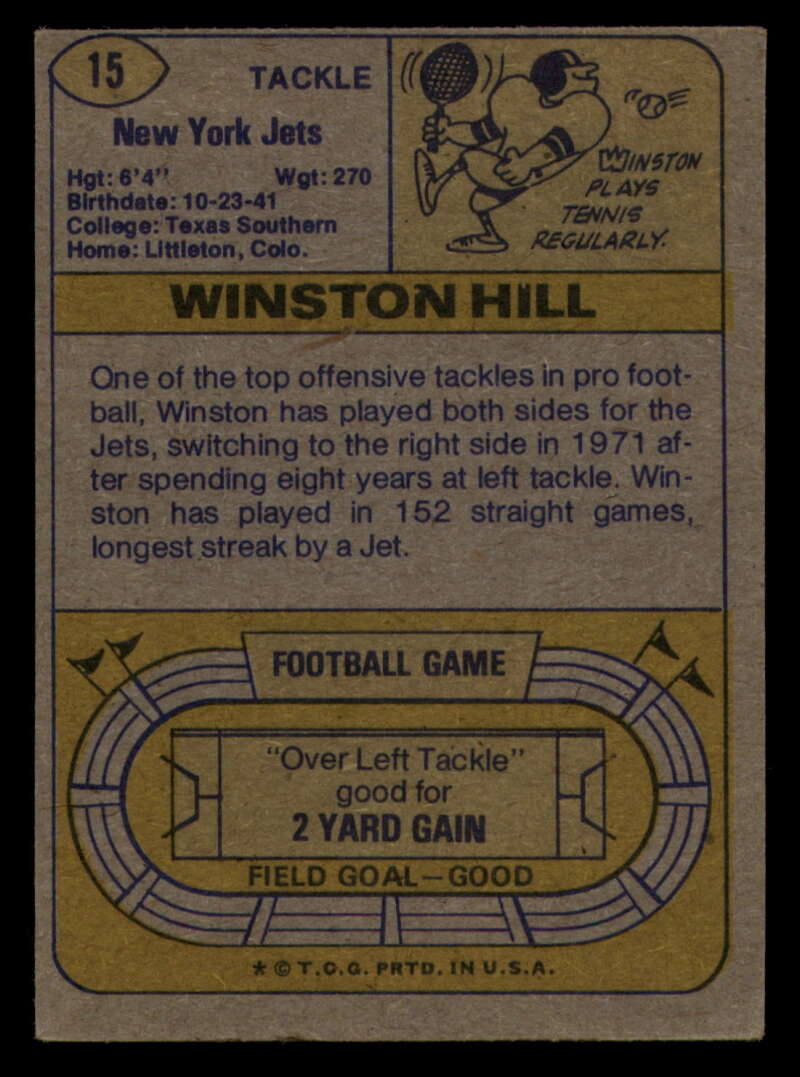 15
TACKLE
New York Jets
Hgt: 6'4" Wgt: 270
Birthdate: 10-23-41
College: Texas Southern
Home: Littleton, Colo.
WINSTON
PLAYS
TENNIS
REGULARLY.
WINSTON HILL
One of the top offensive tackles in pro foot-
ball, Winston has played both sides for the
Jets, switching to the right side in 1971 af-
ter spending eight years at left tackle. Win-
ston has played in 152 straight games,
longest streak by a Jet.
FOOTBALL GAME
"Over Left Tackle"
good for
2 YARD GAIN
FIELD GOAL—GOOD
* © T.C.G. PRTD. IN U.S.A.